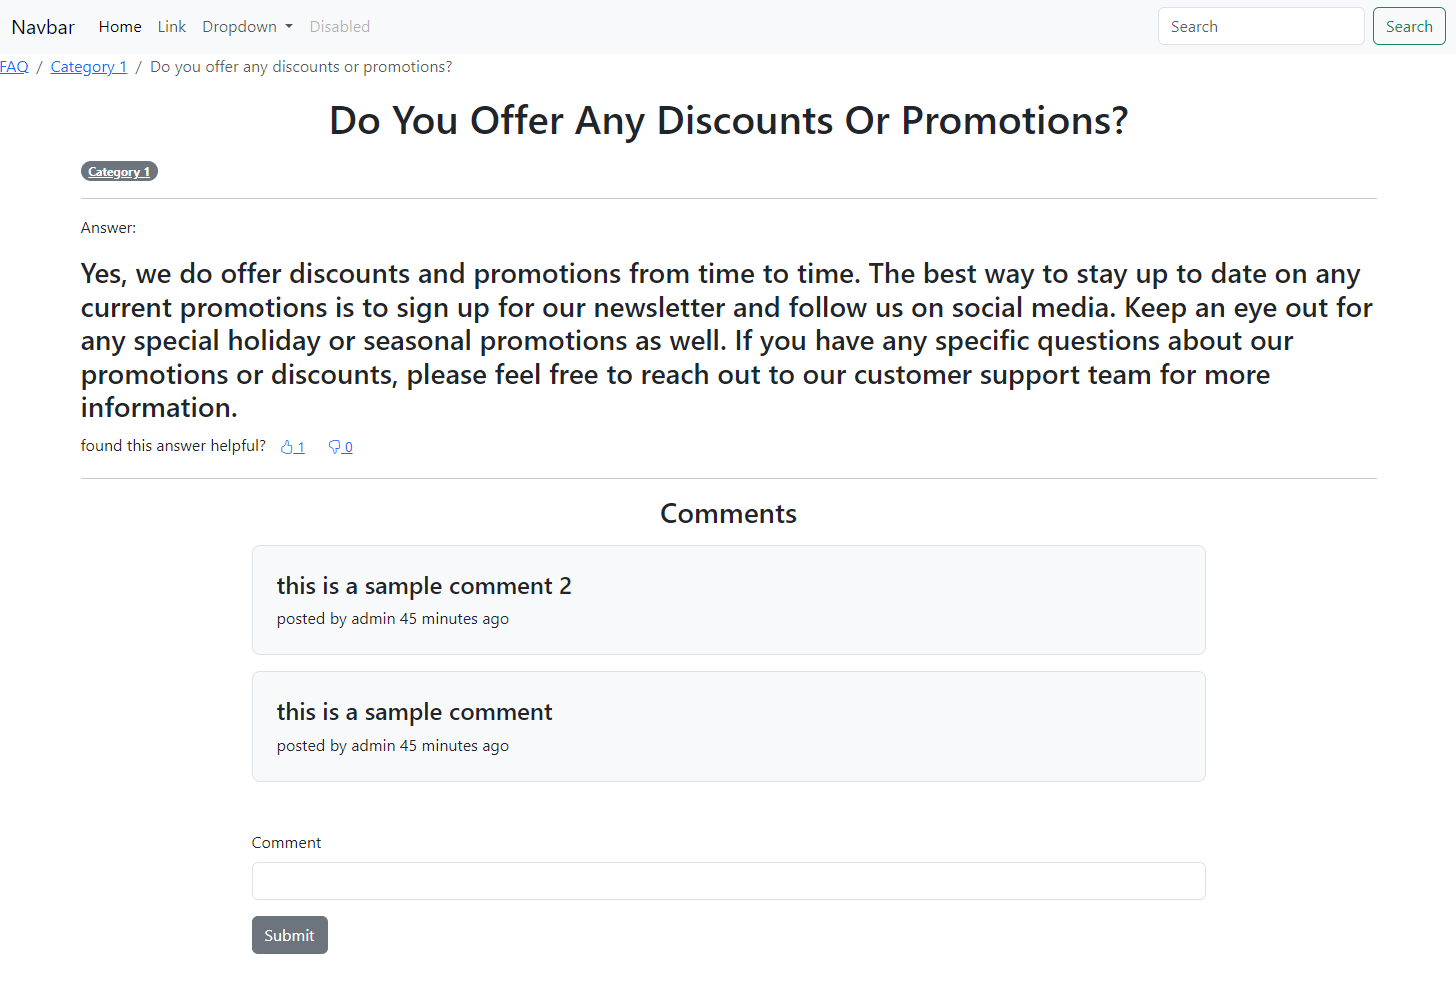 Navbar Home Link Dropdown Disabled Search Search
FAQ / Category 1 / Do you offer any discounts or promotions?
Do You Offer Any Discounts Or Promotions?
Category 1
Answer:
Yes, we do offer discounts and promotions from time to time. The best way to stay up to date on any
current promotions is to sign up for our newsletter and follow us on social media. Keep an eye out for
any special holiday or seasonal promotions as well. If you have any specific questions about our
promotions or discounts, please feel free to reach out to our customer support team for more
information.
found this answer helpful? 1 0
Comments
this is a sample comment 2
posted by admin 45 minutes ago
this is a sample comment
posted by admin 45 minutes ago
Comment
Submit